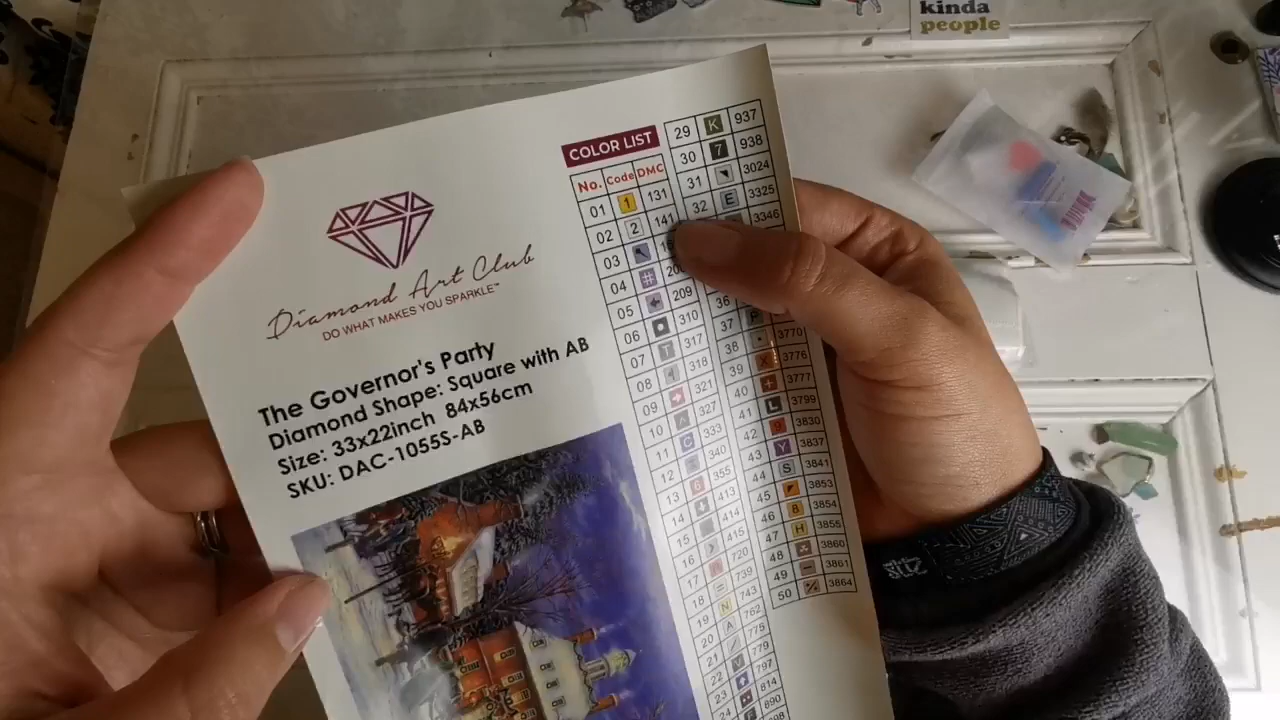 kinda
people
Diamond Art Club
DO WHAT MAKES YOU SPARKLE™
The Governor's Party
Diamond Shape: Square with AB
Size: 33x22inch 84x56cm
SKU: DAC-1055S-AB
COLOR LIST
No. Code DMC
01 1 131
02 2 141
03
04 #
05 209
06 310
07 T 317
08 318
09 321
10 327
11 C 333
12 340
13 355
14 413
15 414
16 415
17 720
18 739
19 N 743
20 A 762
21 775
22 779
23 797
24 814
890
29 K 937
30 7 938
31 3024
32 E 3325
3346
36
37
38 3770
39 3776
40 3777
41 L 3799
42 9 3830
43 Y 3837
44 S 3841
45 3853
46 8 3854
47 H 3855
48 3860
49 3861
50 3864